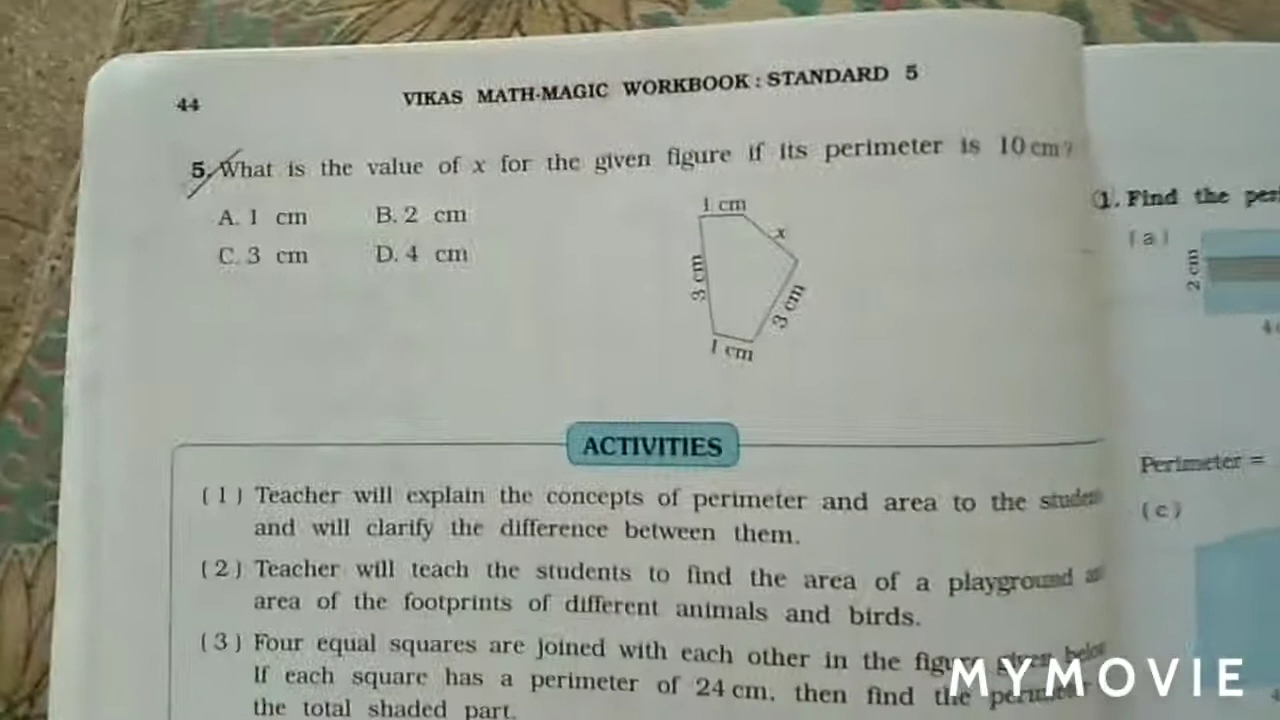 44
VIKAS MATH-MAGIC WORKBOOK : STANDARD 5
5. What is the value of x for the given figure if its perimeter is 10 cm?
A. 1 cm B. 2 cm
C. 3 cm D. 4 cm
1 cm
x
3 cm
3 cm
1 cm
ACTIVITIES
( 1 ) Teacher will explain the concepts of perimeter and area to the
and will clarify the difference between them.
( 2 ) Teacher will teach the students to find the area of a playground
area of the footprints of different animals and birds.
( 3 ) Four equal squares are joined with each other in the figure given below
If each square has a perimeter of 24 cm, then find the
the total shaded part.
1. Find the
( a )
2 cm
Perimeter =
( c )
MYMOVIE